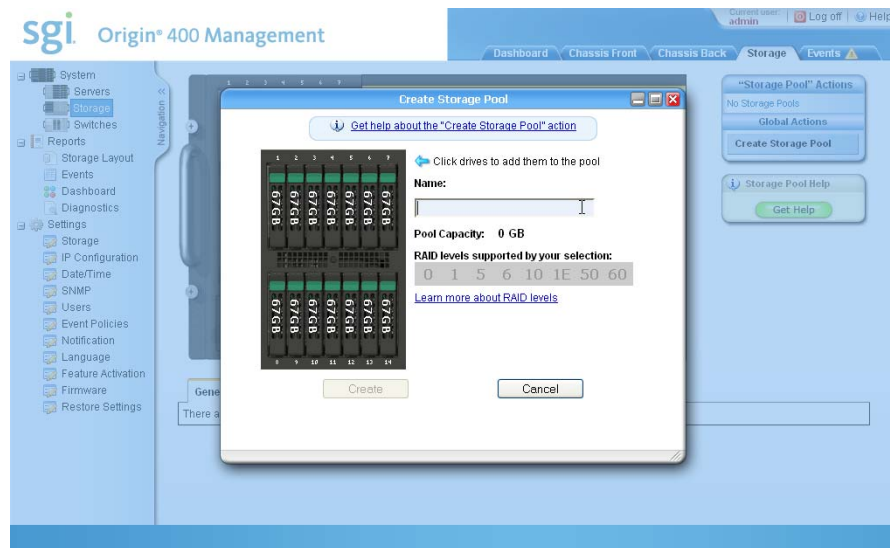 sgi Origin® 400 Management
Current user: admin
Log off
Help
Dashboard
Chassis Front
Chassis Back
Storage
Events
System
Servers
Storage
Switches
Reports
Storage Layout
Events
Dashboard
Diagnostics
Settings
Storage
IP Configuration
Date/Time
SNMP
Users
Event Policies
Notification
Language
Feature Activation
Firmware
Restore Settings
Navigation
1 2 3 4 5 6 7
Create Storage Pool
Get help about the "Create Storage Pool" action
1 2 3 4 5 6 7
67GB 67GB 67GB 67GB 67GB 67GB 67GB
67GB 67GB 67GB 67GB 67GB 67GB 67GB
8 9 10 11 12 13 14
Click drives to add them to the pool
Name:
Pool Capacity: 0 GB
RAID levels supported by your selection:
0 1 5 6 10 1E 50 60
Learn more about RAID levels
Create
Cancel
Gene
There a
"Storage Pool" Actions
No Storage Pools
Global Actions
Create Storage Pool
Storage Pool Help
Get Help